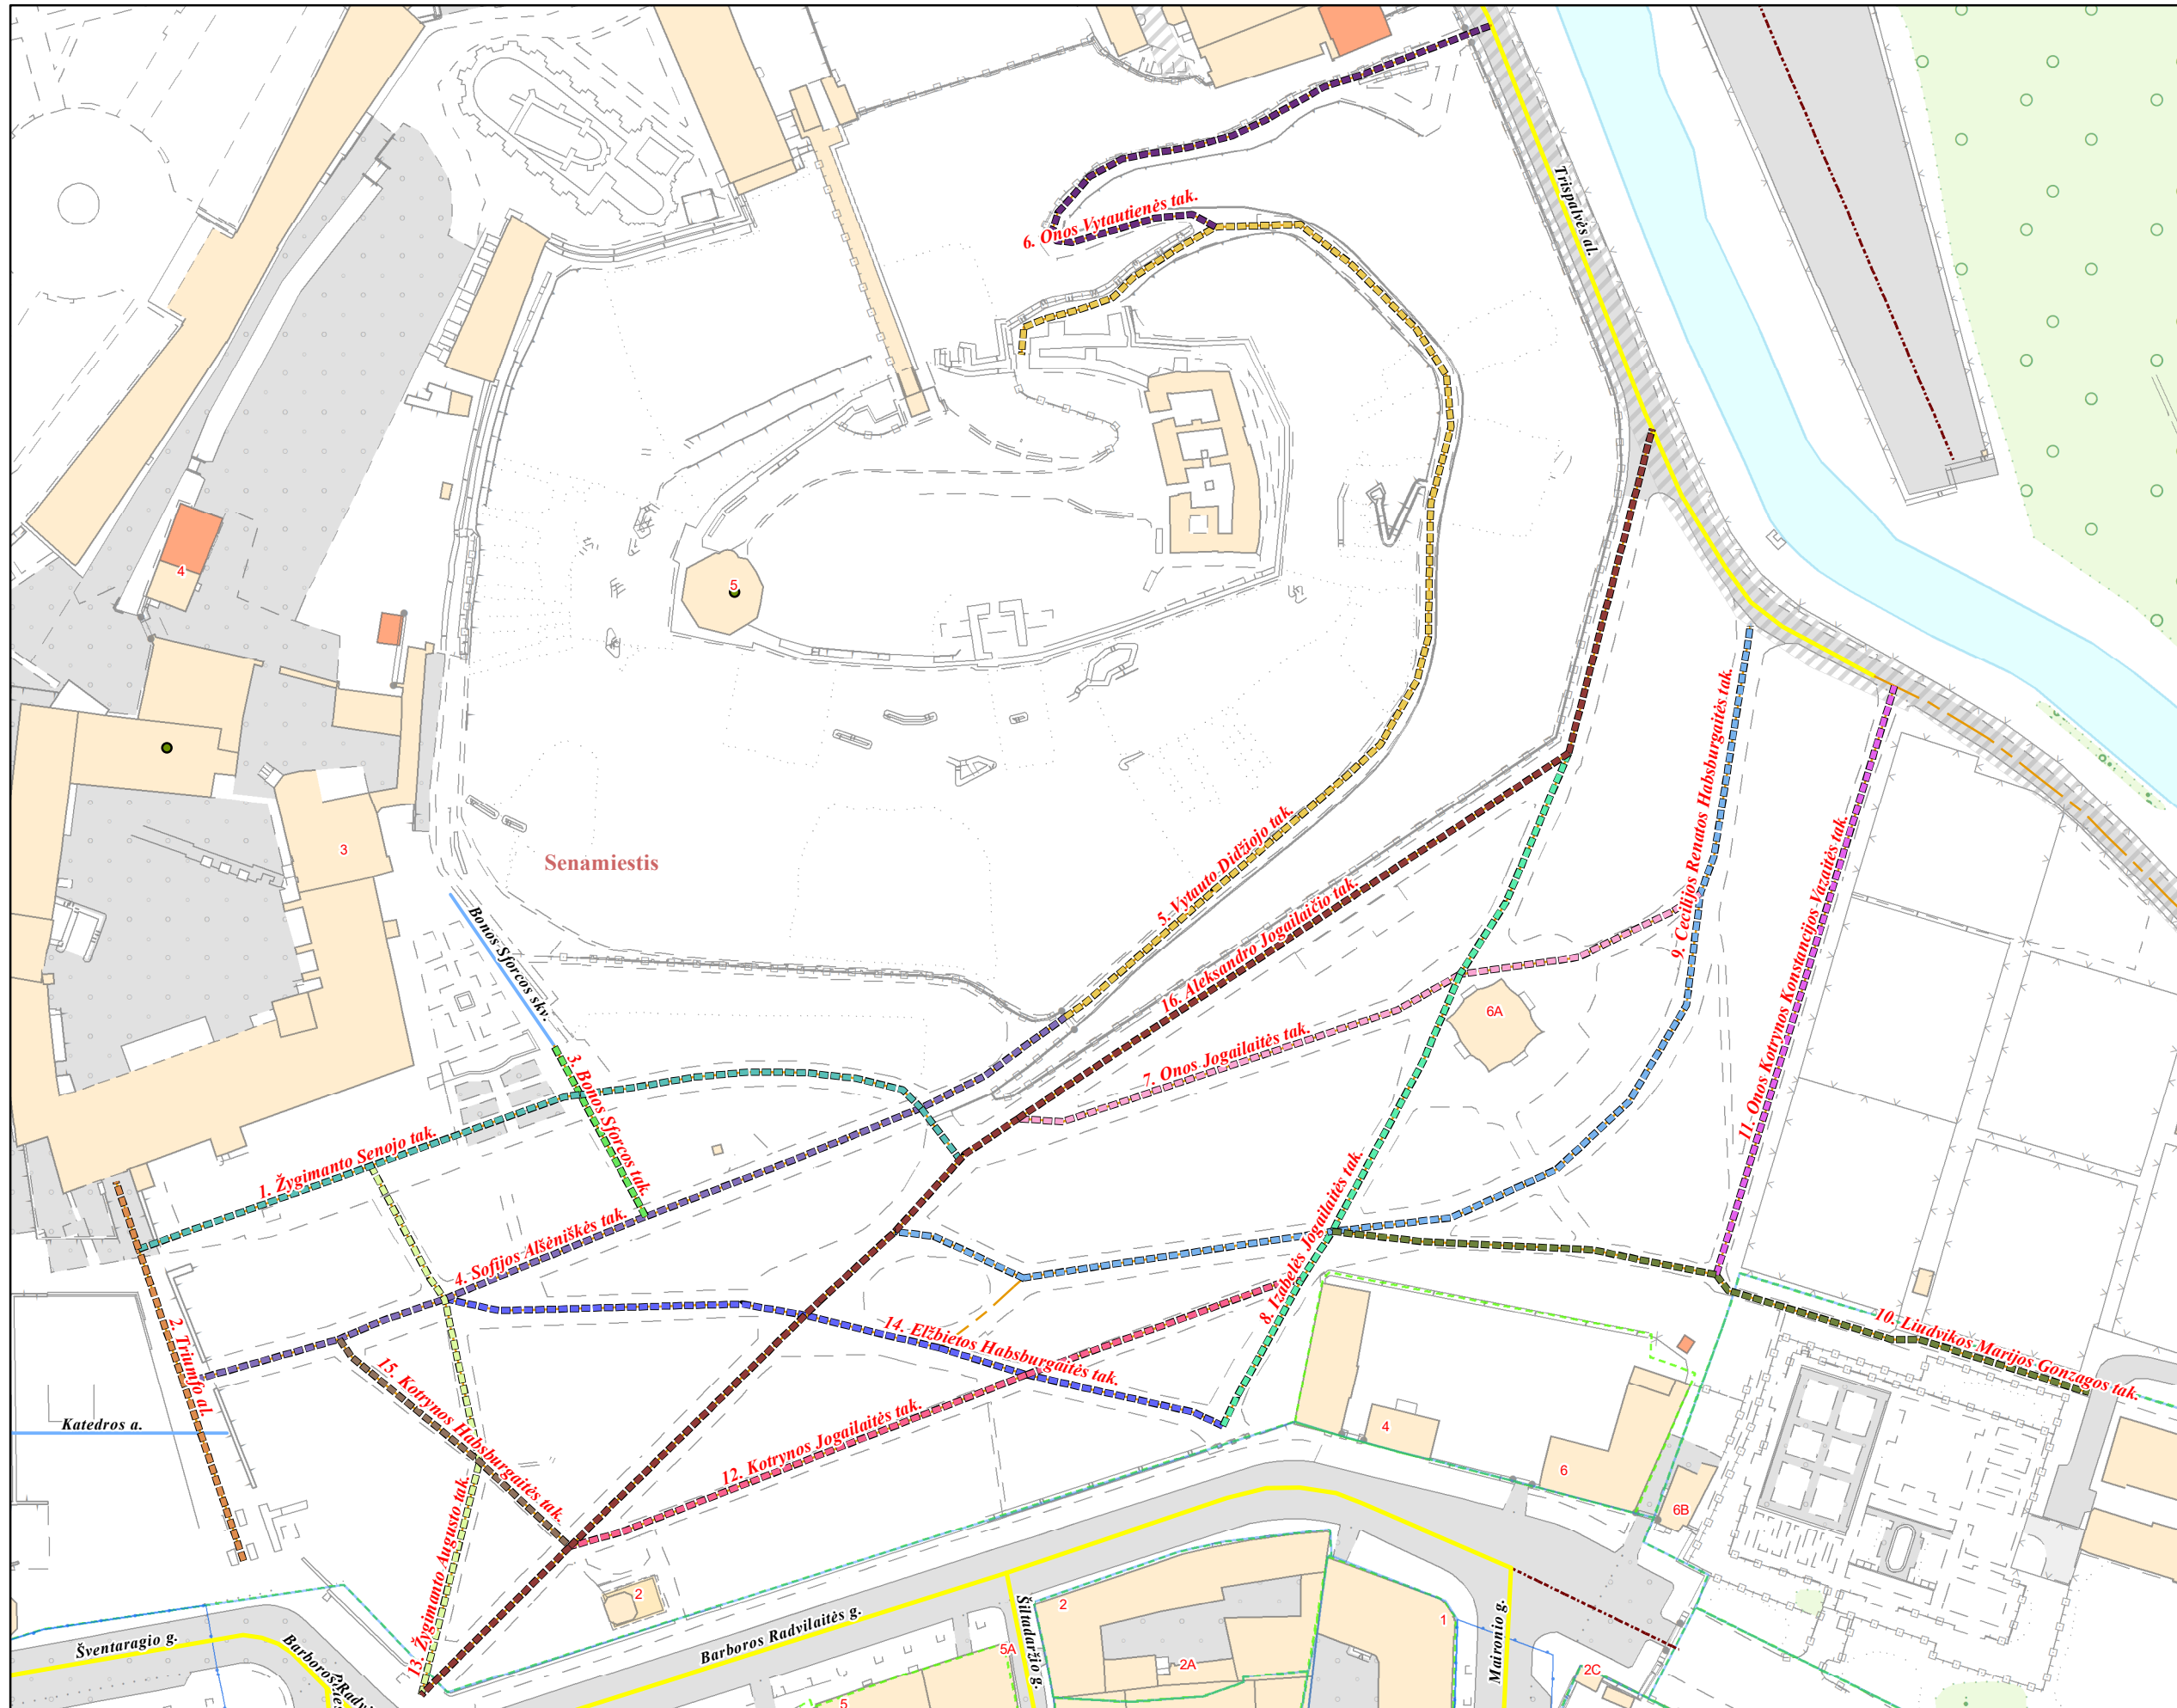 Trispalvės al.
6. Onos Vytautienės tak.
4
5
9. Cecilijos Renatos Habsburgaitės tak.
3
Senamiestis
5. Vytauto Didžiojo tak.
11. Onos Kotrynos Konstancijos Vazaitės tak.
Bonos Sforcos skv.
16. Aleksandro Jogailaičio tak.
6A
7. Onos Jogailaitės tak.
3. Bonos Sforcos tak.
1. Žygimanto Senojo tak.
8. Izabelės Jogailaitės tak.
4. Sofijos Alšėniškės tak.
2. Triumfo al.
14. Elžbietos Habsburgaitės tak.
10. Liudvikos Marijos Gonzagos tak.
15. Kotrynos Habsburgaitės tak.
Katedros a.
12. Kotrynos Jogailaitės tak.
4
6
6B
13. Žygimanto Augusto tak.
2
2
1
Šventaragio g.
Barboros Radvilaitės g.
Šiltadaržio g.
Maironio g.
5A
2A
2C
5